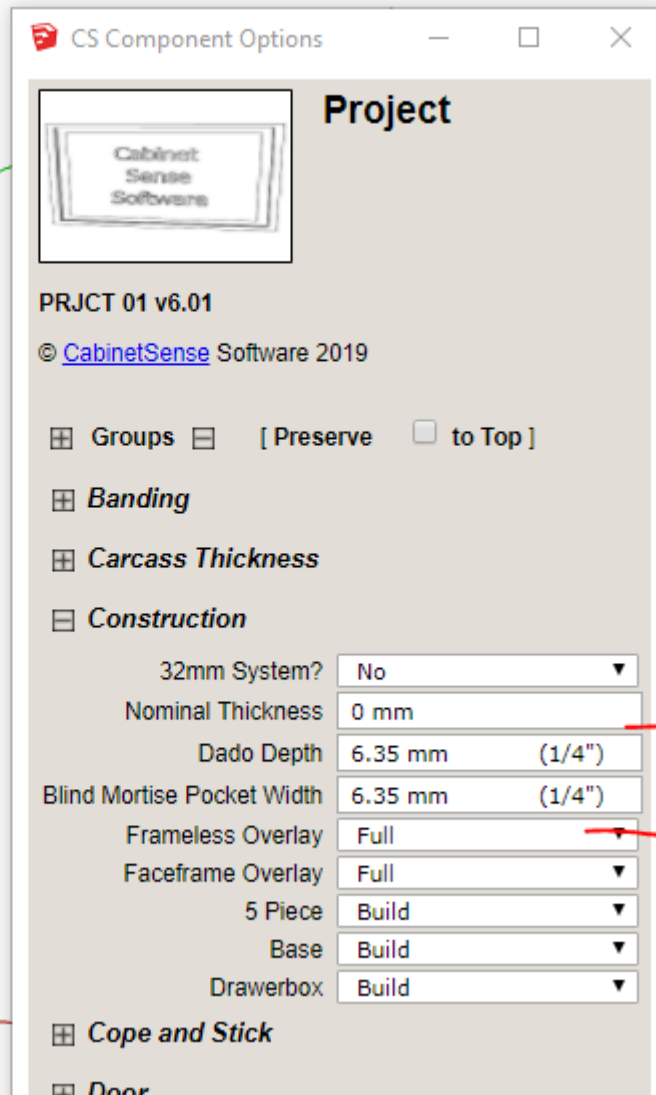 CS Component Options
Project
Cabinet
Sense
Software
PRJCT 01 v6.01
© CabinetSense Software 2019
Groups [ Preserve to Top ]
Banding
Carcass Thickness
Construction
32mm System? No
Nominal Thickness 0 mm
Dado Depth 6.35 mm (1/4")
Blind Mortise Pocket Width 6.35 mm (1/4")
Frameless Overlay Full
Faceframe Overlay Full
5 Piece Build
Base Build
Drawerbox Build
Cope and Stick
Door